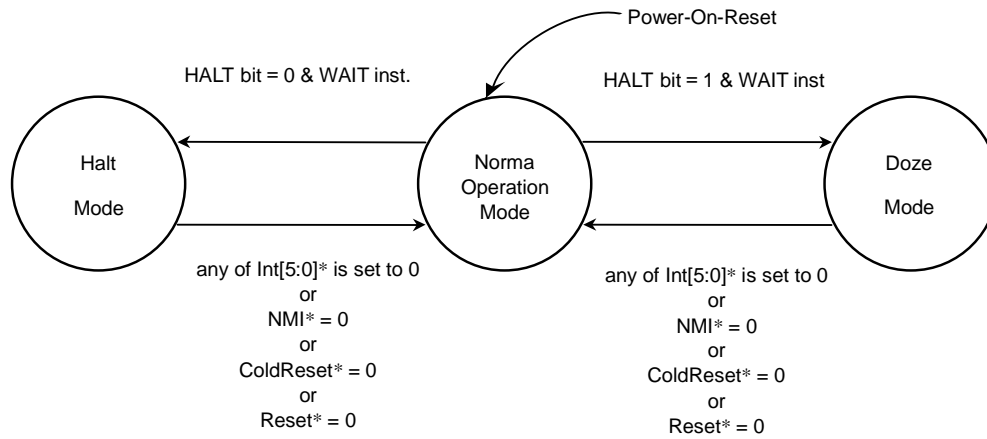 Power-On-Reset
HALT bit = 0 & WAIT inst.
HALT bit = 1 & WAIT inst
Halt
Mode
Norma
Operation
Mode
Doze
Mode
any of Int[5:0]* is set to 0
or
NMI* = 0
or
ColdReset* = 0
or
Reset* = 0
any of Int[5:0]* is set to 0
or
NMI* = 0
or
ColdReset* = 0
or
Reset* = 0